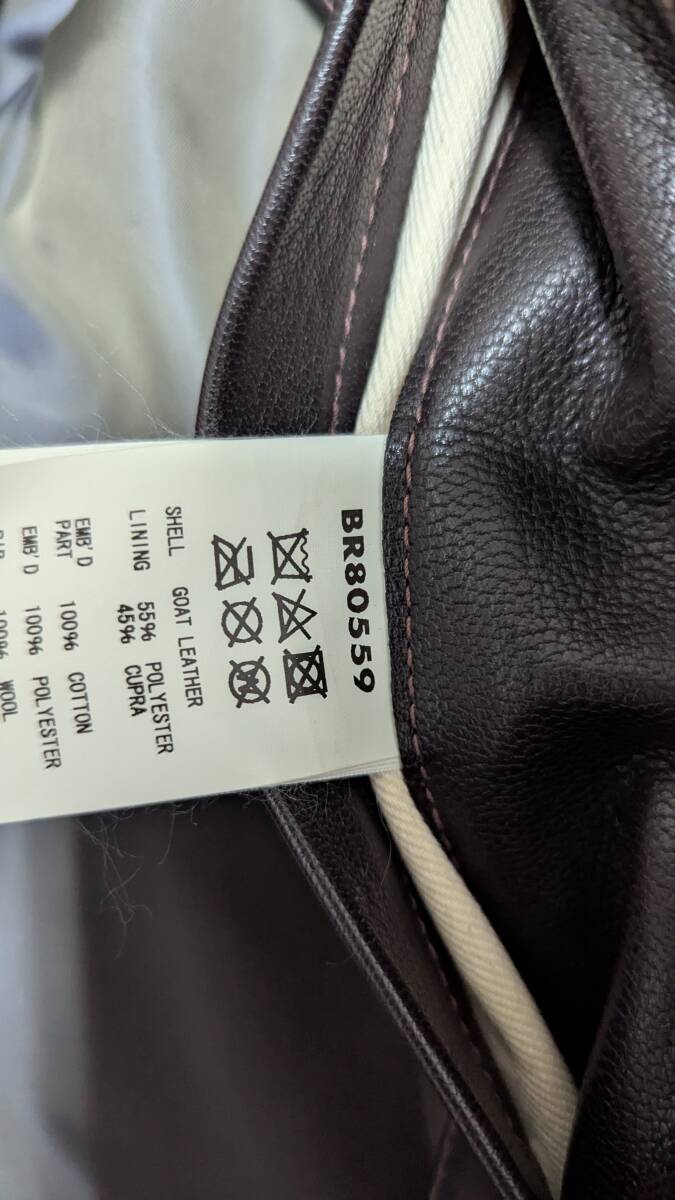 BR80559
SHELL GOAT LEATHER
LINING 55% POLYESTER
45% CUPRA
EMB'D
PART 100% COTTON
EMB'D 100% POLYESTER
100% WOOL